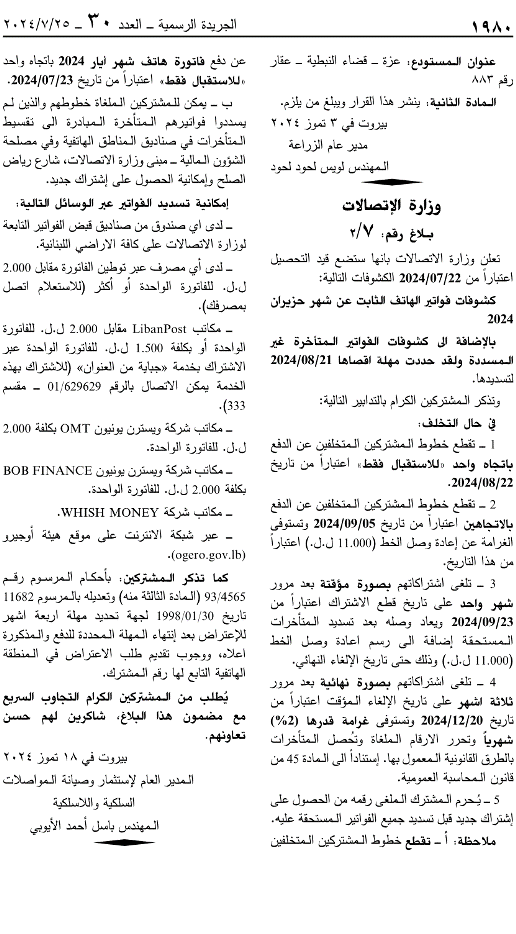 ١٩٨٠
الجريدة الرسمية ــ العدد ٣٠ ــ ٢٠٢٤/٧/٢٥
عنوان المستودع: عزة – قضاء النبطية – عقار
رقم ٨٨٣
المادة الثانية: ينشر هذا القرار ويبلغ من يلزم.
بيروت في ٣ تموز ٢٠٢٤
مدير عام الزراعة
المهندس لويس لحود لحود
وزارة الإتصالات
بلاغ رقم: ٢/٧
تعلن وزارة الاتصالات بانها ستضع قيد التحصيل
اعتباراً من 2024/07/22 الكشوفات التالية:
كشوفات فواتير الهاتف الثابت عن شهر حزيران
2024
بالإضافة الى كشوفات الفواتير المتأخرة غير
المسددة ولقد حددت مهلة اقصاها 2024/08/21
لتسديدها.
وتذكر المشتركين الكرام بالتدابير التالية:
في حال التخلف:
1 – تقطع خطوط المشتركين المتخلفين عن الدفع
باتجاه واحد «للاستقبال فقط» اعتباراً من تاريخ
2024/08/22.
2 – تقطع خطوط المشتركين المتخلفين عن الدفع
بالاتجاهين اعتباراً من تاريخ 2024/09/05 وتستوفى
الغرامة عن إعادة وصل الخط (11.000 ل.ل.) اعتباراً
من هذا التاريخ.
3 – تلغى اشتراكاتهم بصورة مؤقتة بعد مرور
شهر واحد على تاريخ قطع الاشتراك اعتباراً من
2024/09/23 ويعاد وصله بعد تسديد المتأخرات
المستحقة إضافة الى رسم اعادة وصل الخط
(11.000 ل.ل.) وذلك حتى تاريخ الإلغاء النهائي.
4 – تلغى اشتراكاتهم بصورة نهائية بعد مرور
ثلاثة اشهر على تاريخ الإلغاء المؤقت اعتباراً من
تاريخ 2024/12/20 وتستوفى غرامة قدرها (2%)
شهرياً وتحرر الارقام الملغاة وتُحصل المتأخرات
بالطرق القانونية المعمول بها. إستناداً الى المادة 45 من
قانون المحاسبة العمومية.
5 – يُحرم المشترك الملغى رقمه من الحصول على
إشتراك جديد قبل تسديد جميع الفواتير المستحقة عليه.
ملاحظة: أ – تقطع خطوط المشتركين المتخلفين
عن دفع فاتورة هاتف شهر ايار 2024 باتجاه واحد
«للاستقبال فقط» اعتباراً من تاريخ 2024/07/23.
ب – يمكن للمشتركين الملغاة خطوطهم والذين لم
يسددوا فواتيرهم المتأخرة المبادرة الى تقسيط
المتأخرات في صناديق المناطق الهاتفية وفي مصلحة
الشؤون المالية – مبنى وزارة الاتصالات، شارع رياض
الصلح وإمكانية الحصول على إشتراك جديد.
إمكانية تسديد الفواتير عبر الوسائل التالية:
– لدى اي صندوق من صناديق قبض الفواتير التابعة
لوزارة الاتصالات على كافة الاراضي اللبنانية.
– لدى أي مصرف عبر توطين الفاتورة مقابل 2.000
ل.ل. للفاتورة الواحدة أو أكثر (للاستعلام اتصل
بمصرفك).
– مكاتب LibanPost مقابل 2.000 ل.ل. للفاتورة
الواحدة أو بكلفة 1.500 ل.ل. للفاتورة الواحدة عبر
الاشتراك بخدمة «جباية من العنوان» (للاشتراك بهذه
الخدمة يمكن الاتصال بالرقم 01/629629 – مقسم
333).
– مكاتب شركة ويسترن يونيون OMT بكلفة 2.000
ل.ل. للفاتورة الواحدة.
– مكاتب شركة ويسترن يونيون BOB FINANCE
بكلفة 2.000 ل.ل. للفاتورة الواحدة.
– مكاتب شركة WHISH MONEY.
– عبر شبكة الانترنت على موقع هيئة أوجيرو
(ogero.gov.lb).
كما تذكر المشتركين: بأحكام المرسوم رقم
93/4565 (المادة الثالثة منه) وتعديله بالمرسوم 11682
تاريخ 1998/01/30 لجهة تحديد مهلة اربعة اشهر
للإعتراض بعد إنتهاء المهلة المحددة للدفع والمذكورة
اعلاه، ووجوب تقديم طلب الاعتراض في المنطقة
الهاتفية التابع لها رقم المشترك.
يُطلب من المشتركين الكرام التجاوب السريع
مع مضمون هذا البلاغ، شاكرين لهم حسن
تعاونهم.
بيروت في ١٨ تموز ٢٠٢٤
المدير العام لإستثمار وصيانة المواصلات
السلكية واللاسلكية
المهندس باسل أحمد الأيوبي